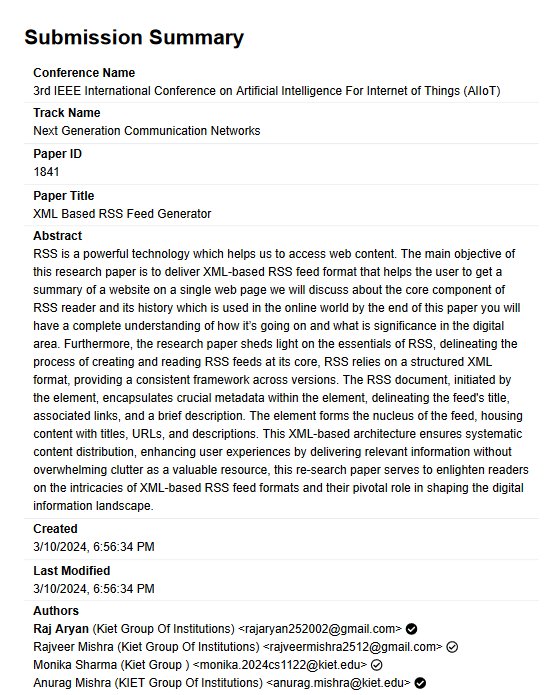 Submission Summary
Conference Name
3rd IEEE International Conference on Artificial Intelligence For Internet of Things (AIIoT)
Track Name
Next Generation Communication Networks
Paper ID
1841
Paper Title
XML Based RSS Feed Generator
Abstract
RSS is a powerful technology which helps us to access web content. The main objective of
this research paper is to deliver XML-based RSS feed format that helps the user to get a
summary of a website on a single web page we will discuss about the core component of
RSS reader and its history which is used in the online world by the end of this paper you will
have a complete understanding of how it’s going on and what is significance in the digital
area. Furthermore, the research paper sheds light on the essentials of RSS, delineating the
process of creating and reading RSS feeds at its core, RSS relies on a structured XML
format, providing a consistent framework across versions. The RSS document, initiated by
the element, encapsulates crucial metadata within the element, delineating the feed's title,
associated links, and a brief description. The element forms the nucleus of the feed, housing
content with titles, URLs, and descriptions. This XML-based architecture ensures systematic
content distribution, enhancing user experiences by delivering relevant information without
overwhelming clutter as a valuable resource, this re-search paper serves to enlighten readers
on the intricacies of XML-based RSS feed formats and their pivotal role in shaping the digital
information landscape.
Created
3/10/2024, 6:56:34 PM
Last Modified
3/10/2024, 6:56:34 PM
Authors
Raj Aryan (Kiet Group Of Institutions) <rajaryan252002@gmail.com>
Rajveer Mishra (Kiet Group Of Institutions) <rajveermishra2512@gmail.com>
Monika Sharma (Kiet Group ) <monika.2024cs1122@kiet.edu>
Anurag Mishra (KIET Group Of Institutions) <anurag.mishra@kiet.edu>